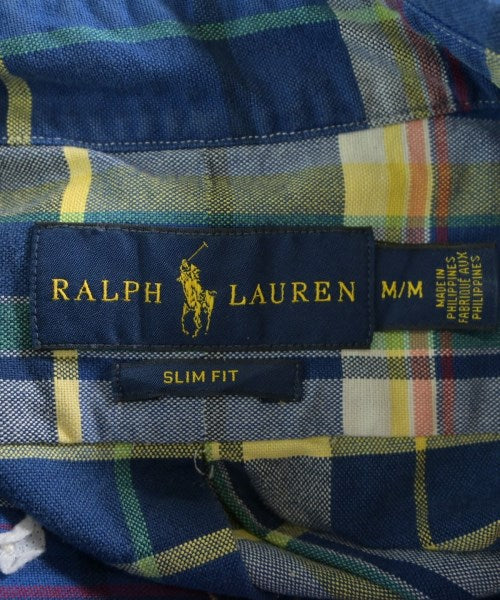 RALPH LAUREN
M/M
MADE IN
PHILIPPINES
FABRIQUÉ AUX
PHILIPPINES
SLIM FIT